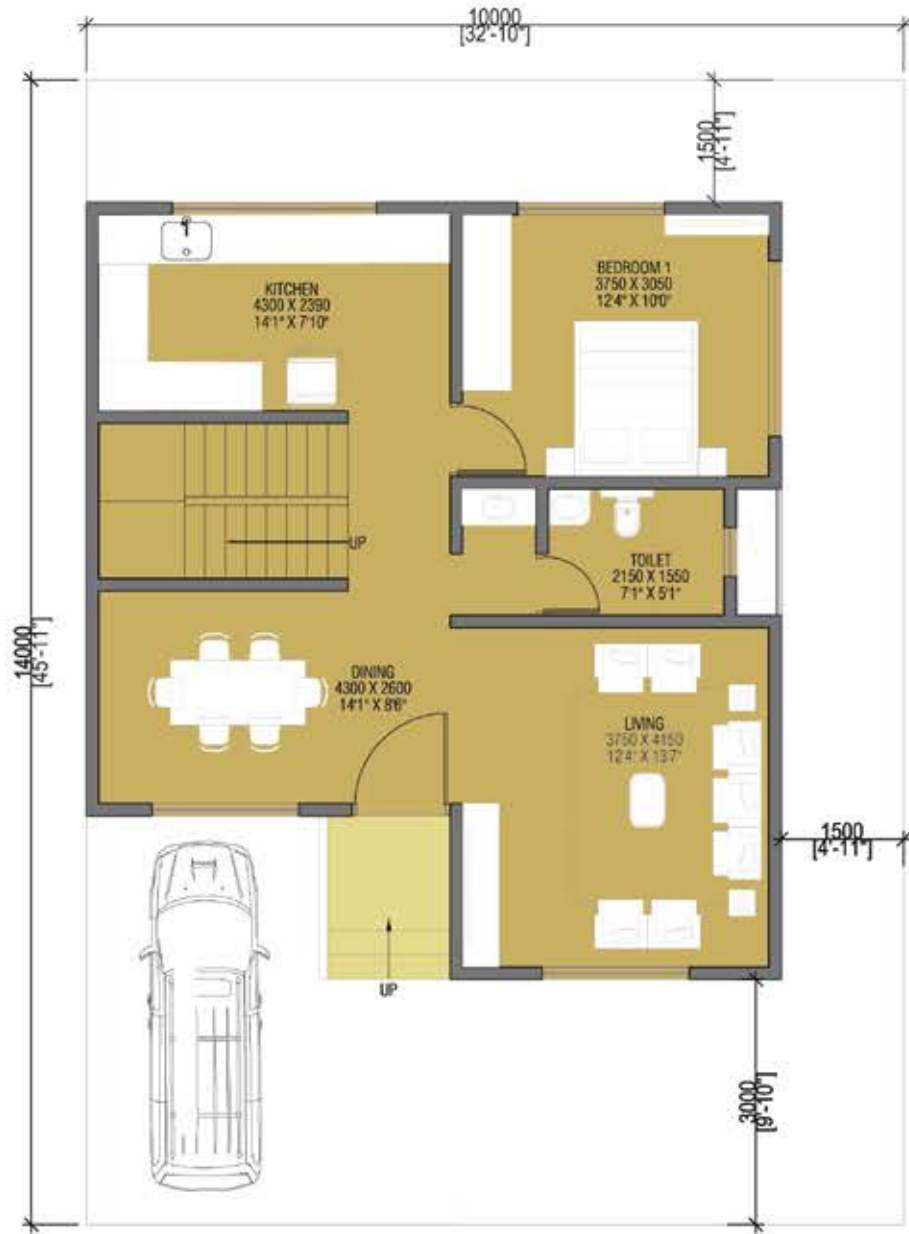 10000
[32'-10"]
1500
[4'-11"]
KITCHEN
4300 X 2390
14'1" X 7'10"
BEDROOM 1
3750 X 3050
12'4" X 10'0"
UP
TOILET
2150 X 1550
7'1" X 5'1"
14000
[45'-11"]
DINING
4300 X 2600
14'1" X 8'6"
LIVING
3750 X 4150
12'4" X 13'7"
1500
[4'-11"]
UP
3000
[9'-10"]